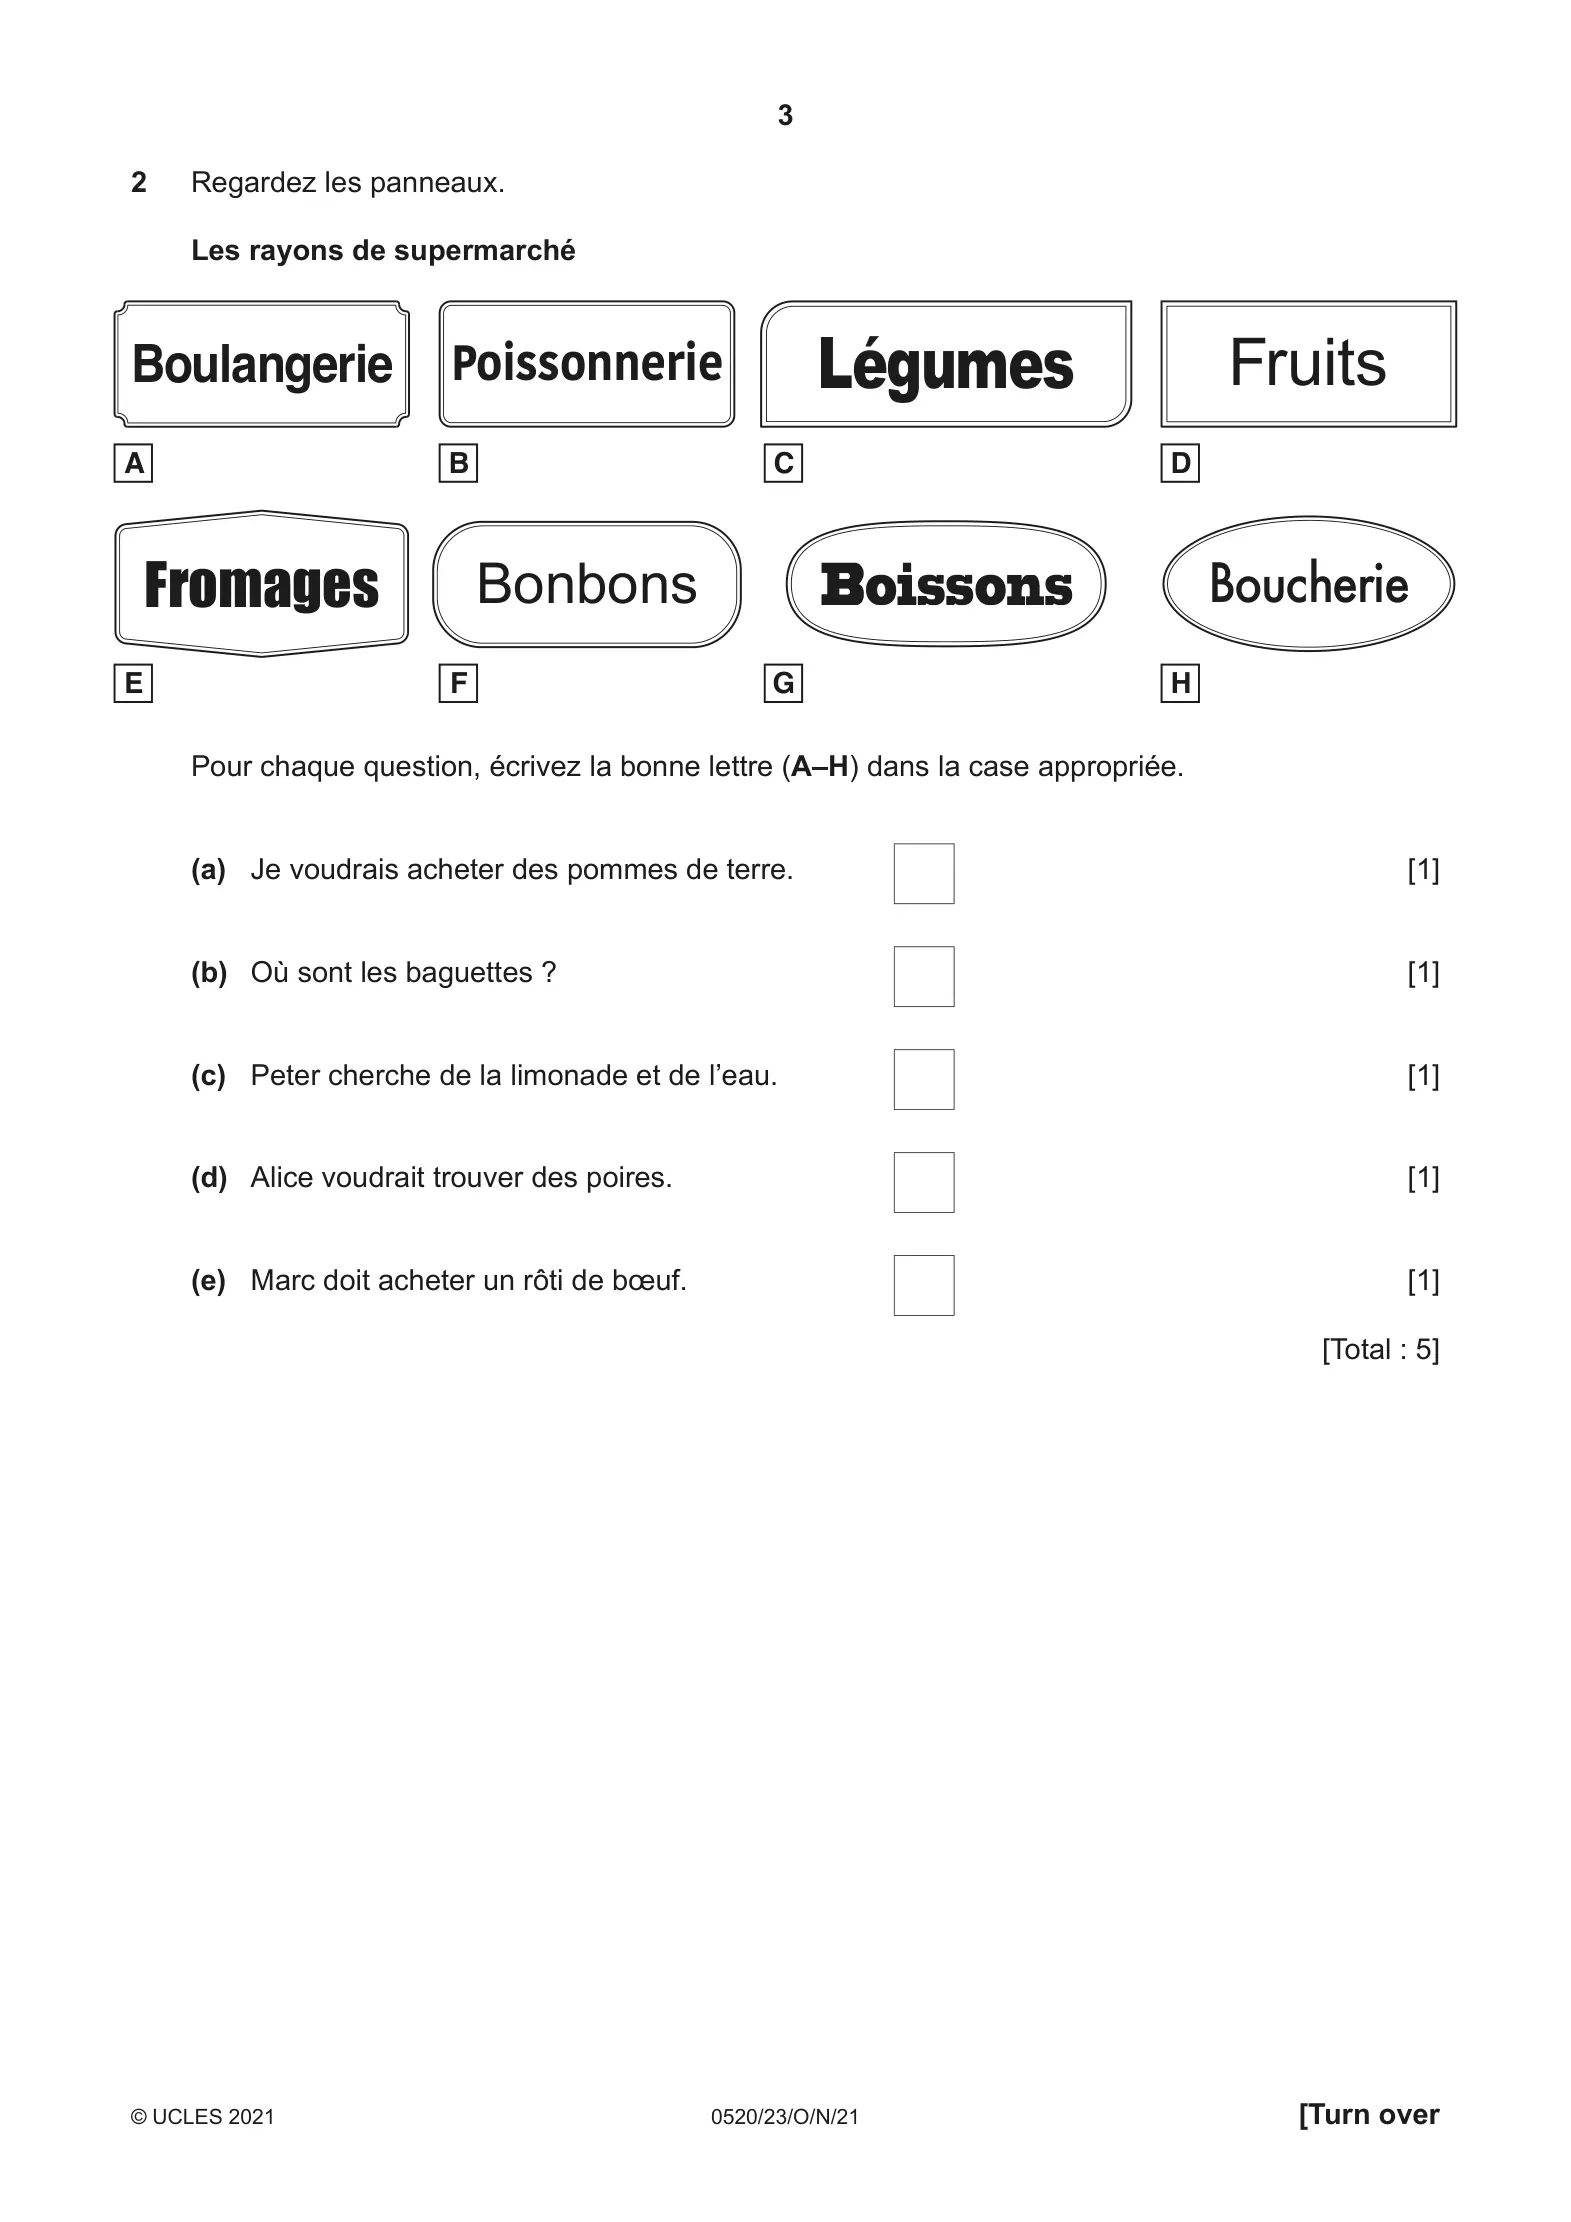 3
2 Regardez les panneaux.
Les rayons de supermarché
Boulangerie Poissonnerie Légumes Fruits
A B C D
Fromages Bonbons Boissons Boucherie
E F G H
Pour chaque question, écrivez la bonne lettre (A–H) dans la case appropriée.
(a) Je voudrais acheter des pommes de terre. [1]
(b) Où sont les baguettes ? [1]
(c) Peter cherche de la limonade et de l’eau. [1]
(d) Alice voudrait trouver des poires. [1]
(e) Marc doit acheter un rôti de bœuf. [1]
[Total : 5]
© UCLES 2021 0520/23/O/N/21 [Turn over